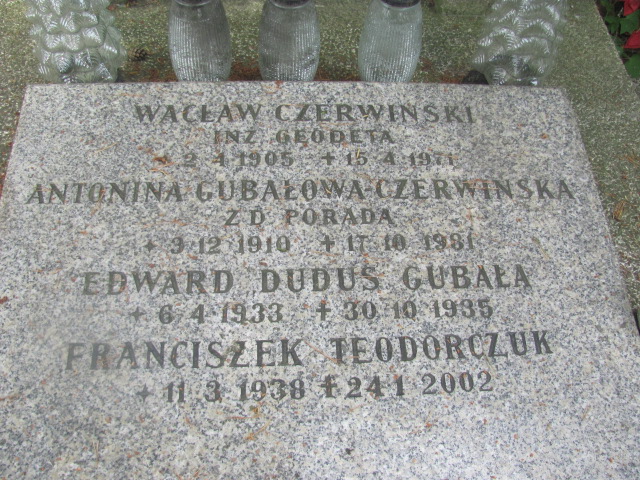 WACŁAW CZERWIŃSKI
INŻ GEODETA
* 2 4 1905 + 15 4 1971
ANTONINA GUBAŁOWA-CZERWIŃSKA
Z D PORADA
* 3 12 1910 + 17 10 1981
EDWARD DUDUŚ GUBAŁA
* 6 4 1933 + 30 10 1935
FRANCISZEK TEODORCZUK
* 11 3 1938 + 24 1 2002